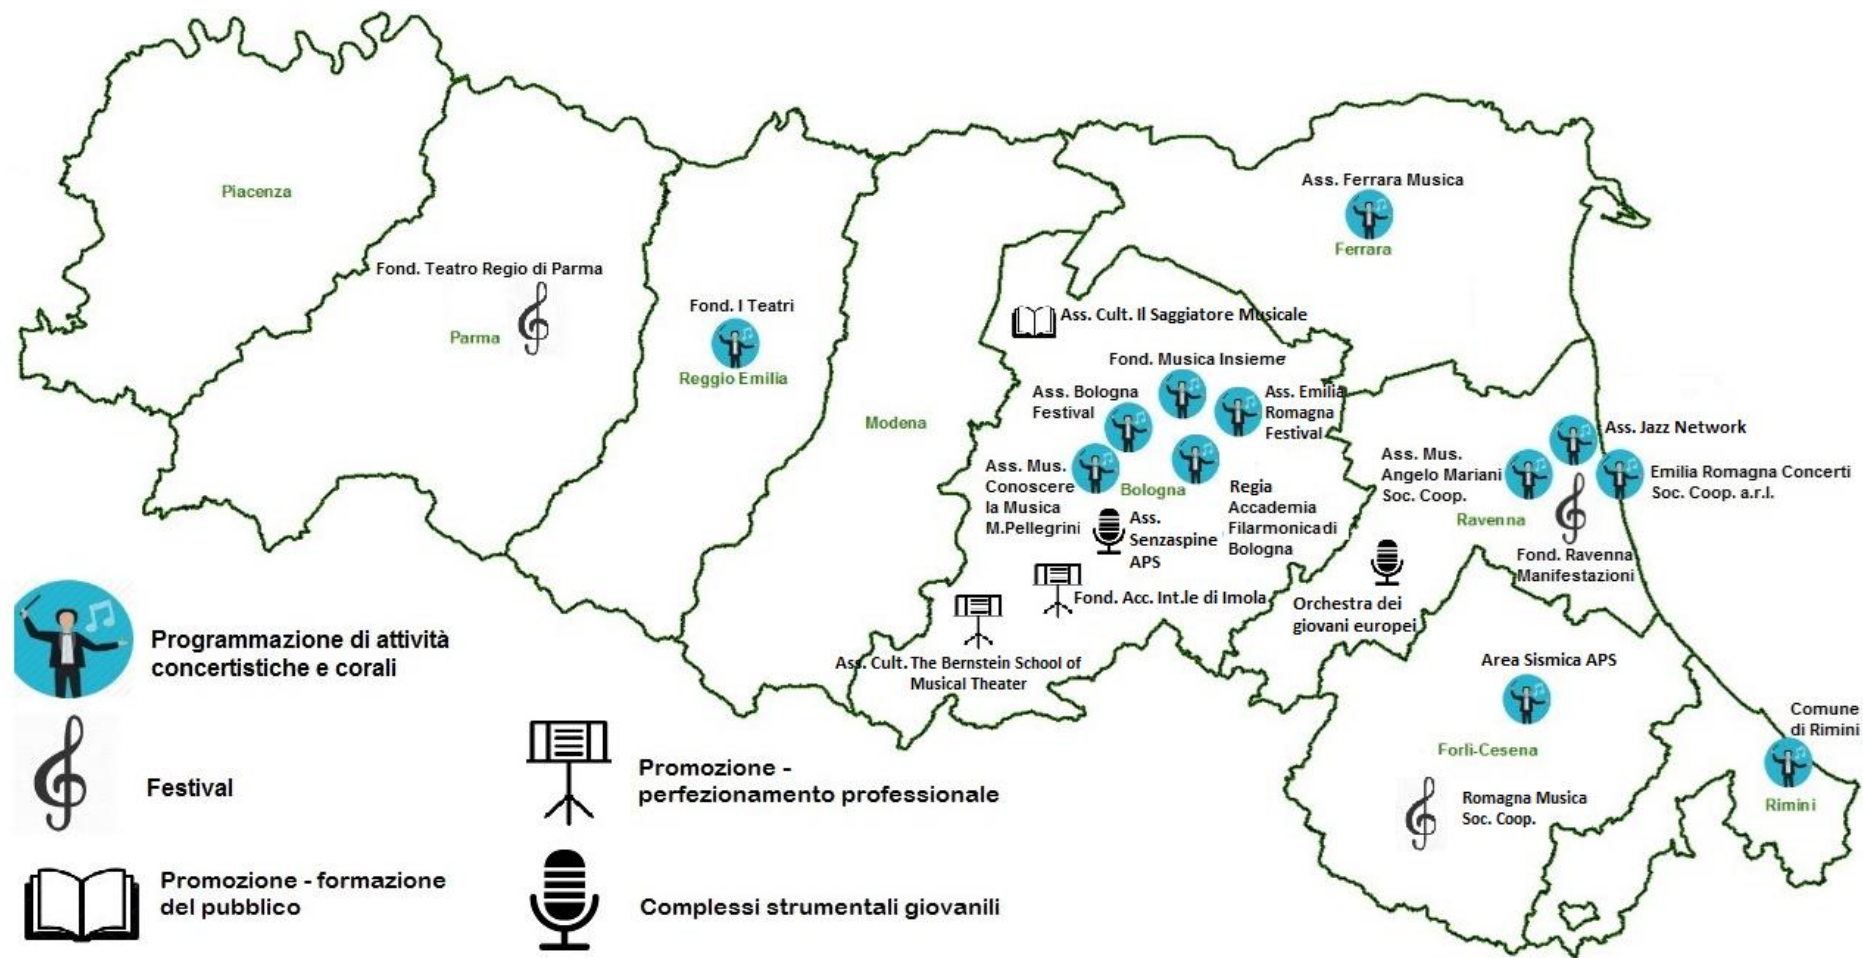 Piacenza
Fond. Teatro Regio di Parma
Parma
Fond. I Teatri
Reggio Emilia
Modena
Ass. Ferrara Musica
Ferrara
Ass. Cult. Il Saggiatore Musicale
Fond. Musica Insieme
Ass. Bologna
Festival
Ass. Emilia
Romagna
Festival
Ass. Mus.
Conoscere
la Musica
M.Pellegrini
Bologna
Regia
Accademia
Filarmonica di
Bologna
Ass.
Senzaspine
APS
Fond. Acc. Int.le di Imola
Ass. Cult. The Bernstein School of
Musical Theater
Ass. Jazz Network
Ass. Mus.
Angelo Mariani
Soc. Coop.
Emilia Romagna Concerti
Soc. Coop. a.r.l.
Ravenna
Fond. Ravenna
Manifestazioni
Orchestra dei
giovani europei
Area Sismica APS
Forlì-Cesena
Romagna Musica
Soc. Coop.
Comune
di Rimini
Rimini
Programmazione di attività
concertistiche e corali
Festival
Promozione - formazione
del pubblico
Promozione -
perfezionamento professionale
Complessi strumentali giovanili